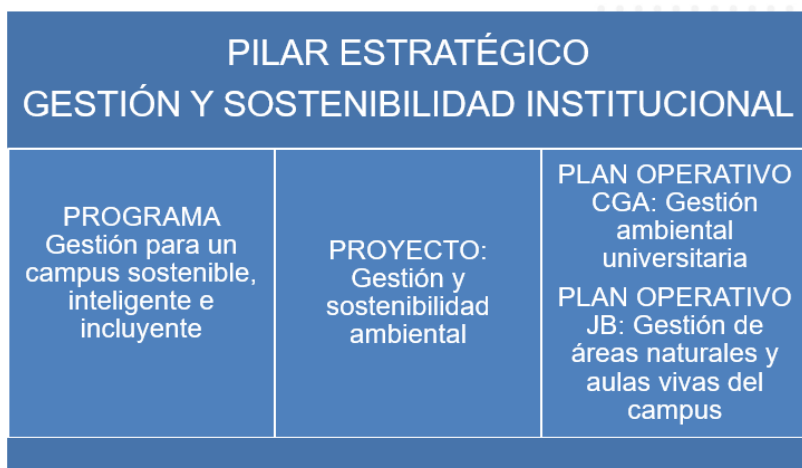 PILAR ESTRATÉGICO
GESTIÓN Y SOSTENIBILIDAD INSTITUCIONAL
PROGRAMA
Gestión para un
campus sostenible,
inteligente e
incluyente
PROYECTO:
Gestión y
sostenibilidad
ambiental
PLAN OPERATIVO
CGA: Gestión
ambiental
universitaria
PLAN OPERATIVO
JB: Gestión de
áreas naturales y
aulas vivas del
campus